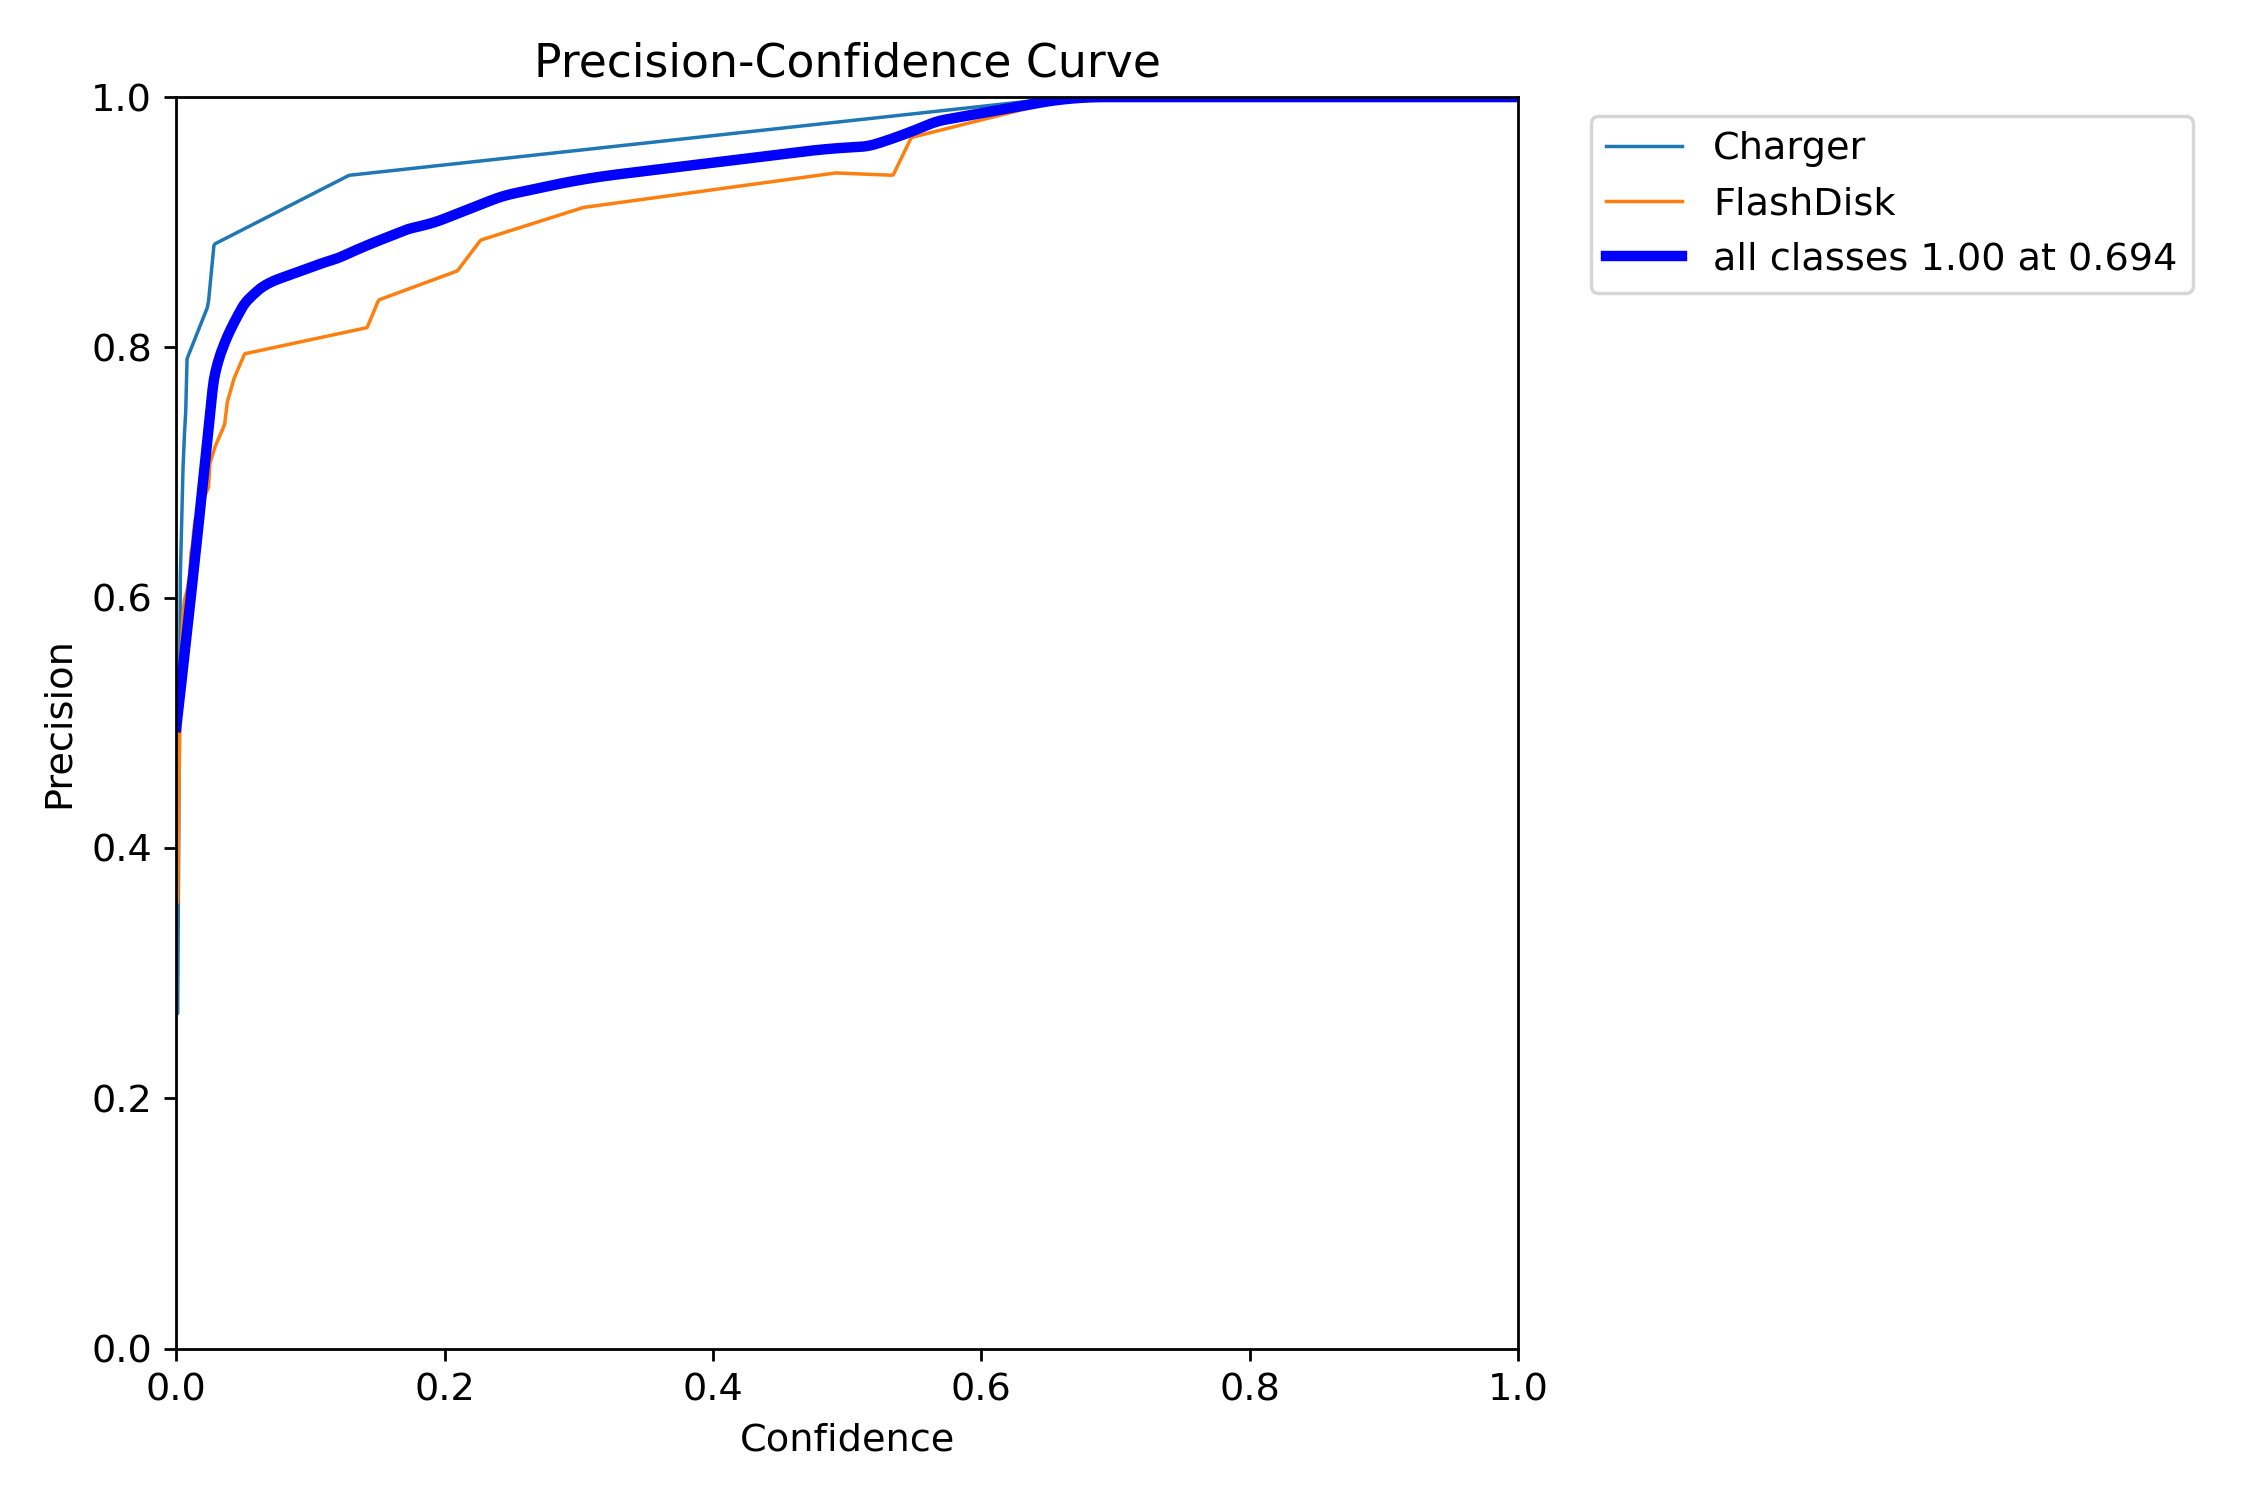 Precision-Confidence Curve
1.0
0.8
0.6
0.4
0.2
0.0
Precision
0.0 0.2 0.4 0.6 0.8 1.0
Confidence
Charger
FlashDisk
all classes 1.00 at 0.694